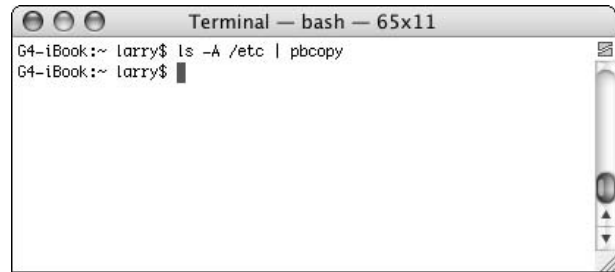 Terminal — bash — 65x11
G4-iBook:~ larry$ ls -A /etc | pbcopy
G4-iBook:~ larry$